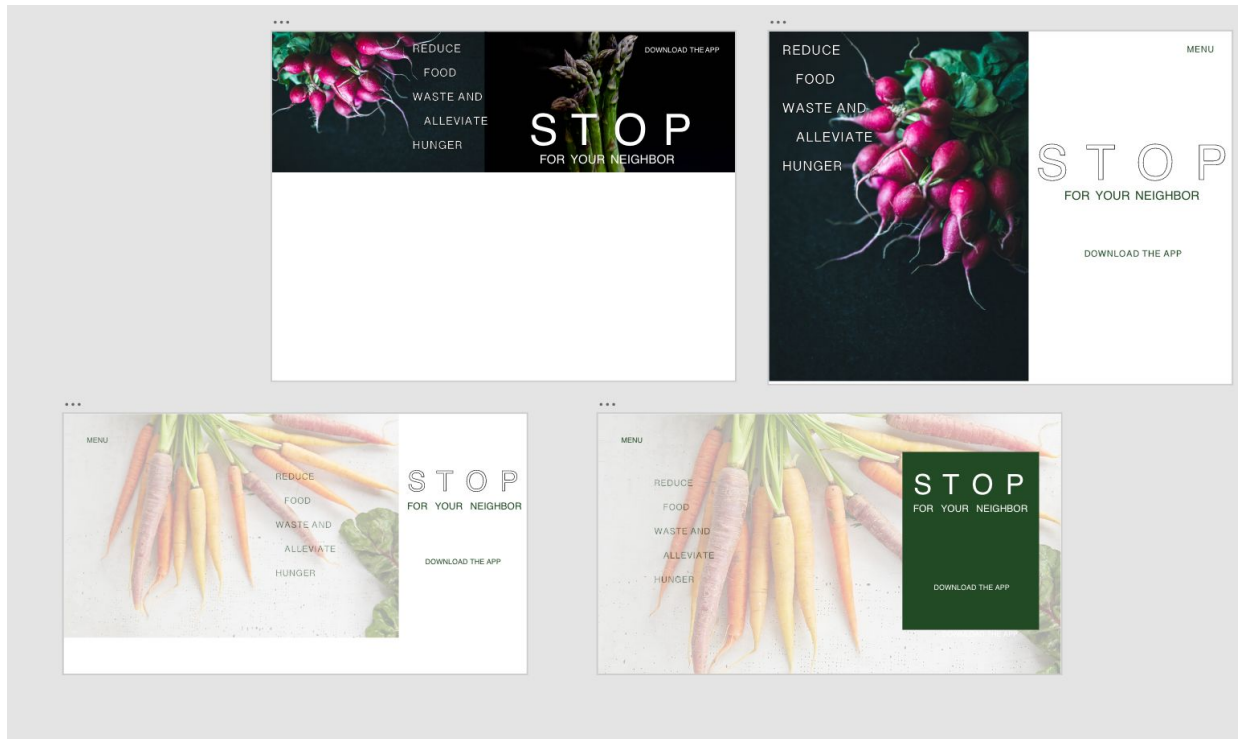 REDUCE
FOOD
WASTE AND
ALLEVIATE
HUNGER
DOWNLOAD THE APP
STOP
FOR YOUR NEIGHBOR
REDUCE
FOOD
WASTE AND
ALLEVIATE
HUNGER
MENU
STOP
FOR YOUR NEIGHBOR
DOWNLOAD THE APP
MENU
REDUCE
FOOD
WASTE AND
ALLEVIATE
HUNGER
STOP
FOR YOUR NEIGHBOR
DOWNLOAD THE APP
MENU
REDUCE
FOOD
WASTE AND
ALLEVIATE
HUNGER
STOP
FOR YOUR NEIGHBOR
DOWNLOAD THE APP